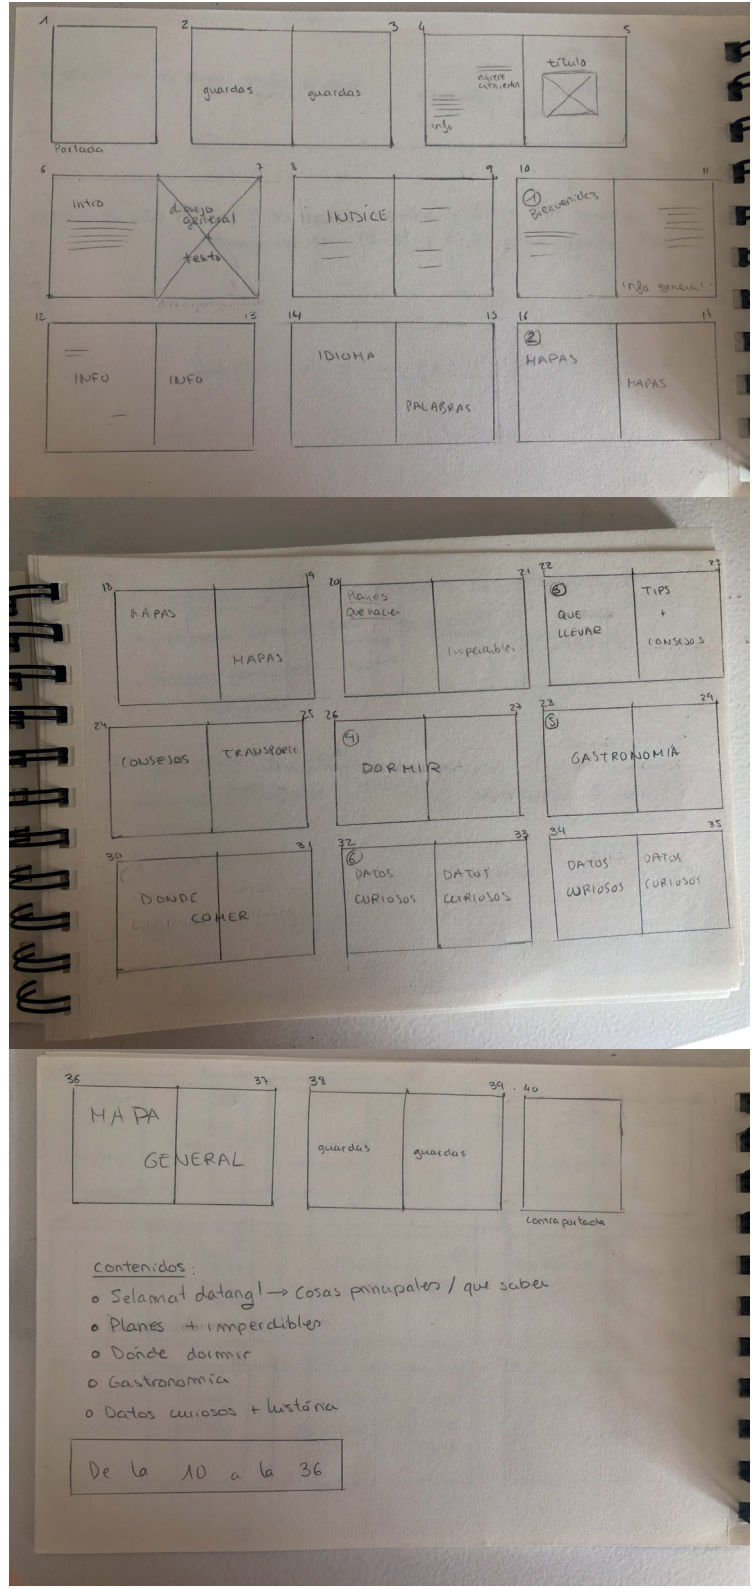 1
2
3
4
5
guardas
guardas
info
título
Portada
6
7
8
9
10
11
intro
dibujo
general
+
texto
INDICE
1
Bienvenidos
info general
12
13
14
15
16
17
INFO
INFO
IDIOMA
PALABRAS
2
MAPAS
MAPAS
18
19
20
21
22
23
MAPAS
MAPAS
Que hacer
Imperdibles
3
QUE
LLEVAR
TIPS
+
CONSEJOS
24
25
26
27
28
29
CONSEJOS
TRANSPORTE
4
DORMIR
5
GASTRONOMIA
30
31
32
33
34
35
DONDE
COMER
6
DATOS
CURIOSOS
DATOS
CURIOSOS
DATOS
CURIOSOS
DATOS
CURIOSOS
36
37
38
39
40
MAPA
GENERAL
guardas
guardas
contraportada
contenidos:
• Selamat datang! → Cosas principales / que saber
• Planes + imperdibles
• Donde dormir
• Gastronomía
• Datos curiosos + história
De la 10 a la 36